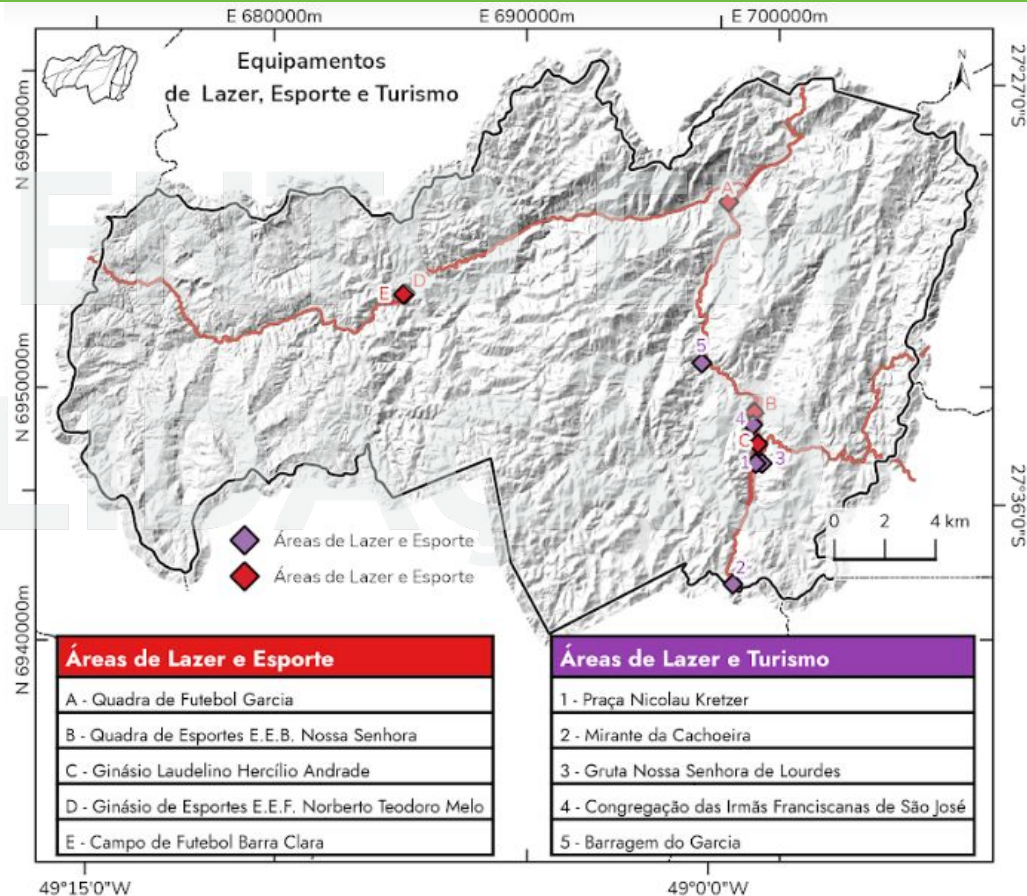 E 680000m E 690000m E 700000m
Equipamentos
de Lazer, Esporte e Turismo
N
27°27'0"S
N 6960000m
A
D
E
5
N 6950000m
B
4
C
1 3
27°36'0"S
0 2 4 km
Áreas de Lazer e Esporte
Áreas de Lazer e Esporte
2
N 6940000m
Áreas de Lazer e Esporte
A - Quadra de Futebol Garcia
B - Quadra de Esportes E.E.B. Nossa Senhora
C - Ginásio Laudelino Hercílio Andrade
D - Ginásio de Esportes E.E.F. Norberto Teodoro Melo
E - Campo de Futebol Barra Clara
Áreas de Lazer e Turismo
1 - Praça Nicolau Kretzer
2 - Mirante da Cachoeira
3 - Gruta Nossa Senhora de Lourdes
4 - Congregação das Irmãs Franciscanas de São José
5 - Barragem do Garcia
49°15'0"W 49°0'0"W